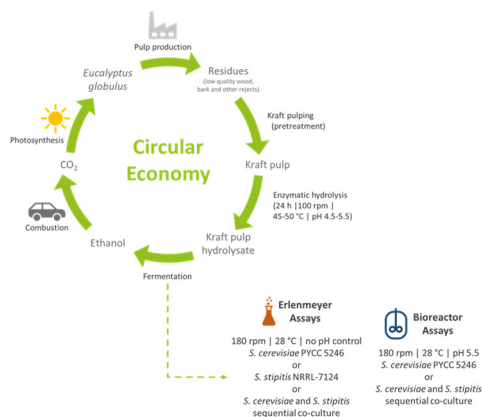 Pulp production
Eucalyptus
globulus
Residues
(low quality wood,
bark and other rejects)
Kraft pulping
(pretreatment)
Photosynthesis
Circular
Economy
CO₂
Kraft pulp
Enzymatic hydrolysis
(24 h |100 rpm |
45-50 °C | pH 4.5-5.5)
Combustion
Ethanol
Kraft pulp
hydrolysate
Fermentation
Erlenmeyer
Assays
180 rpm | 28 °C | no pH control
S. cerevisiae PYCC 5246
or
S. stipitis NRRL-7124
or
S. cerevisiae and S. stipitis
sequential co-culture
Bioreactor
Assays
180 rpm | 28 °C | pH 5.5
S. cerevisiae PYCC 5246
or
S. cerevisiae and S. stipitis
sequential co-culture